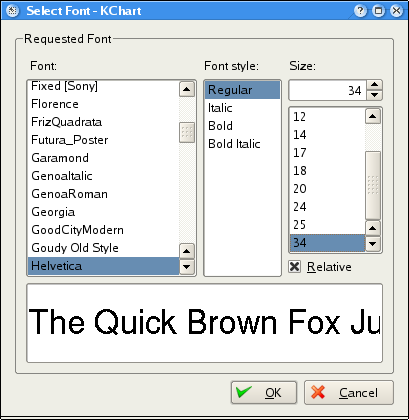 Select Font - KChart
Requested Font
Font:
Fixed [Sony]
Florence
FrizQuadrata
Futura_Poster
Garamond
GenoaItalic
GenoaRoman
Georgia
GoodCityModern
Goudy Old Style
Helvetica
Font style:
Regular
Italic
Bold
Bold Italic
Size:
34
12
14
17
18
20
24
25
34
Relative
The Quick Brown Fox Ju
OK
Cancel